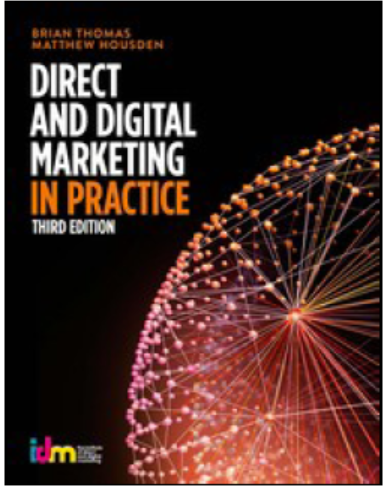 BRIAN THOMAS
MATTHEW HOUSDEN
DIRECT
AND DIGITAL
MARKETING
IN PRACTICE
THIRD EDITION
idm